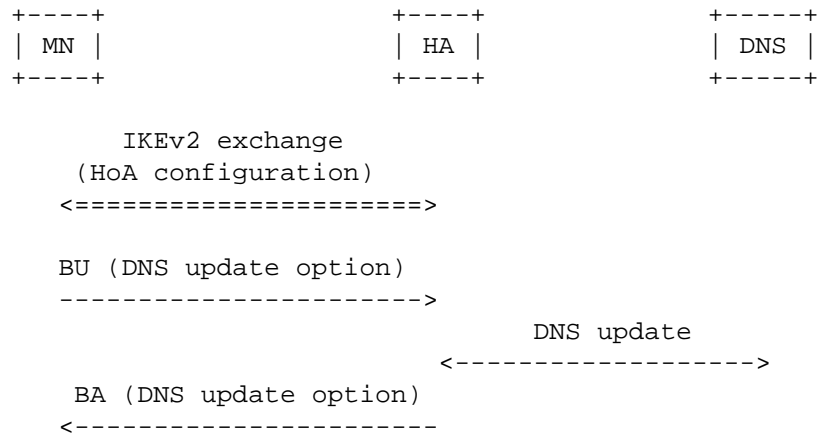 MN HA DNS
IKEv2 exchange
(HoA configuration)
BU (DNS update option)
DNS update
BA (DNS update option)